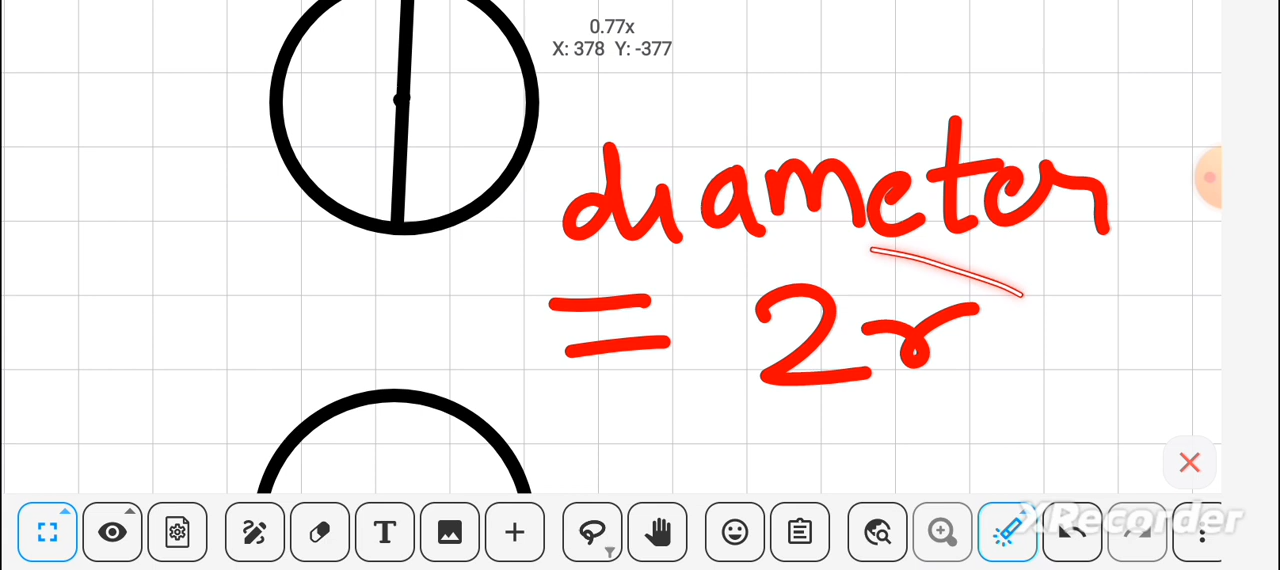 0.77x
X: 378 Y: -377
diameter
= 2r
T
XRecorder